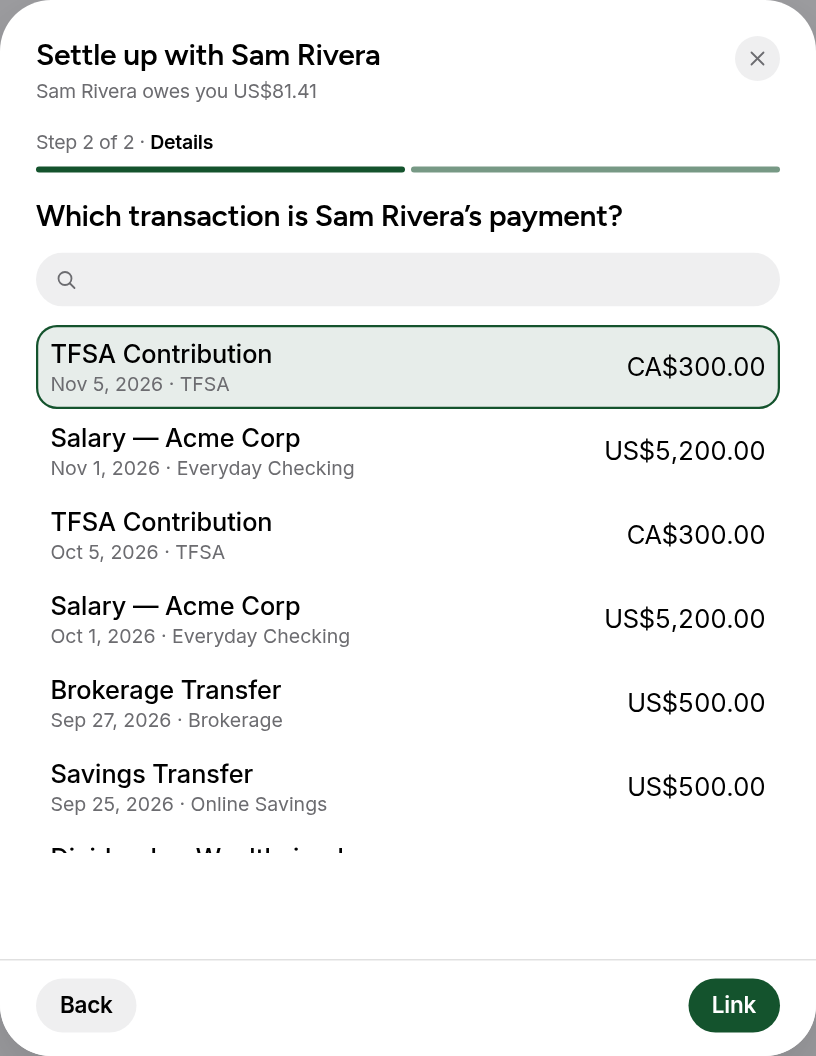 Settle up with Sam Rivera
Sam Rivera owes you US$81.41
Step 2 of 2 · Details
Which transaction is Sam Rivera’s payment?
TFSA Contribution
Nov 5, 2026 · TFSA
CA$300.00
Salary — Acme Corp
Nov 1, 2026 · Everyday Checking
US$5,200.00
TFSA Contribution
Oct 5, 2026 · TFSA
CA$300.00
Salary — Acme Corp
Oct 1, 2026 · Everyday Checking
US$5,200.00
Brokerage Transfer
Sep 27, 2026 · Brokerage
US$500.00
Savings Transfer
Sep 25, 2026 · Online Savings
US$500.00
Back
Link